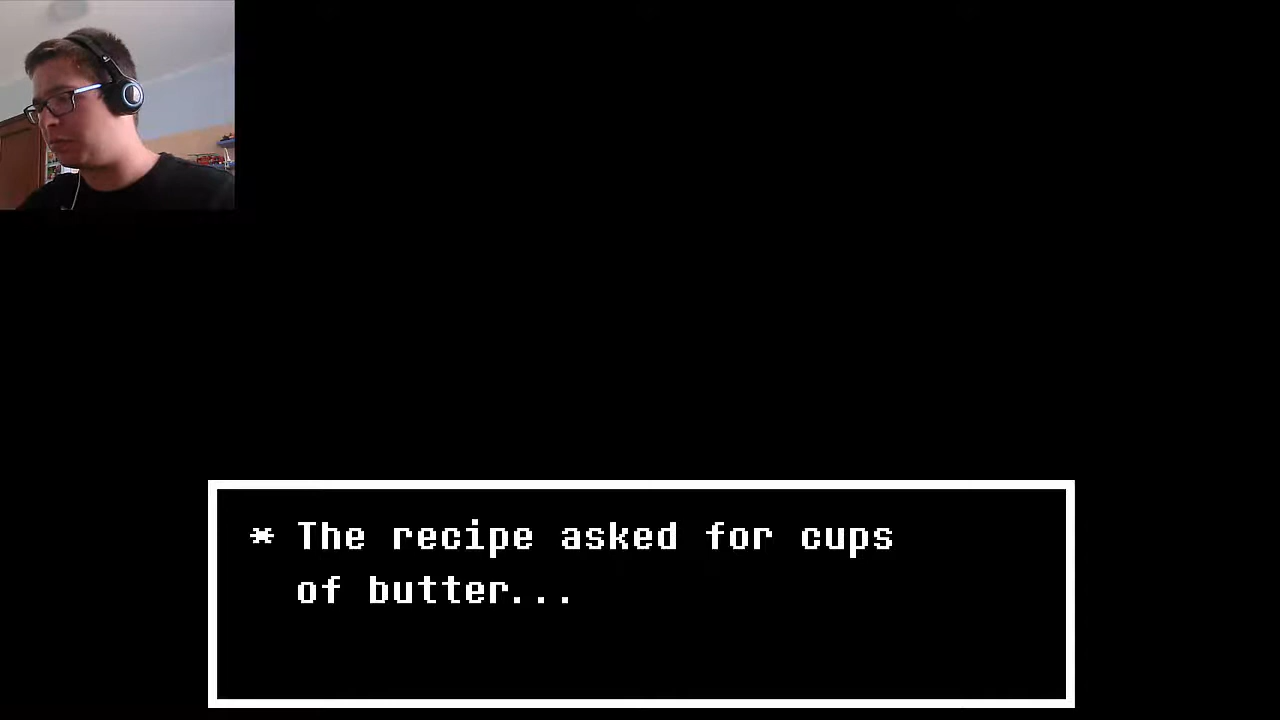 * The recipe asked for cups
of butter...